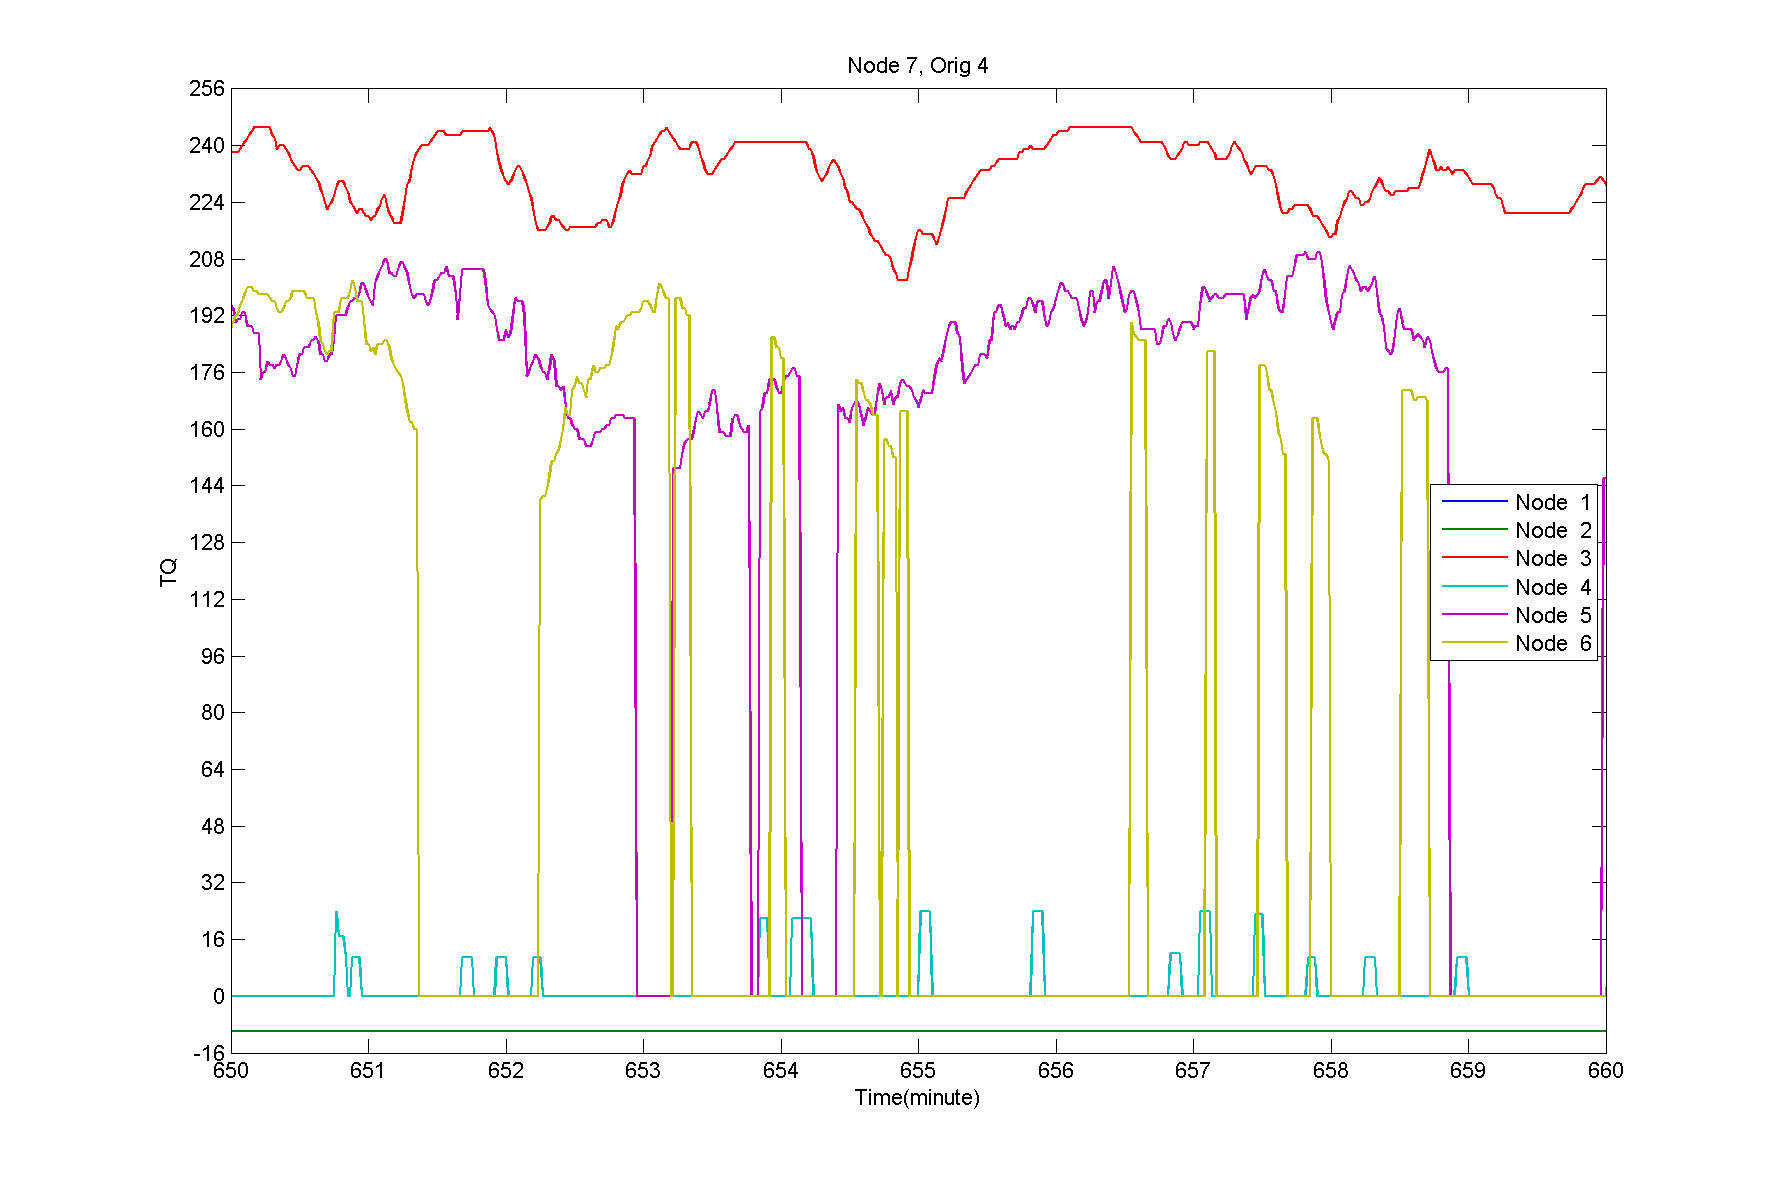 Node 7, Orig 4
256
240
224
208
192
176
160
144
128
112
96
80
64
48
32
16
0
-16
TQ
Node 1
Node 2
Node 3
Node 4
Node 5
Node 6
650 651 652 653 654 655 656 657 658 659 660
Time(minute)